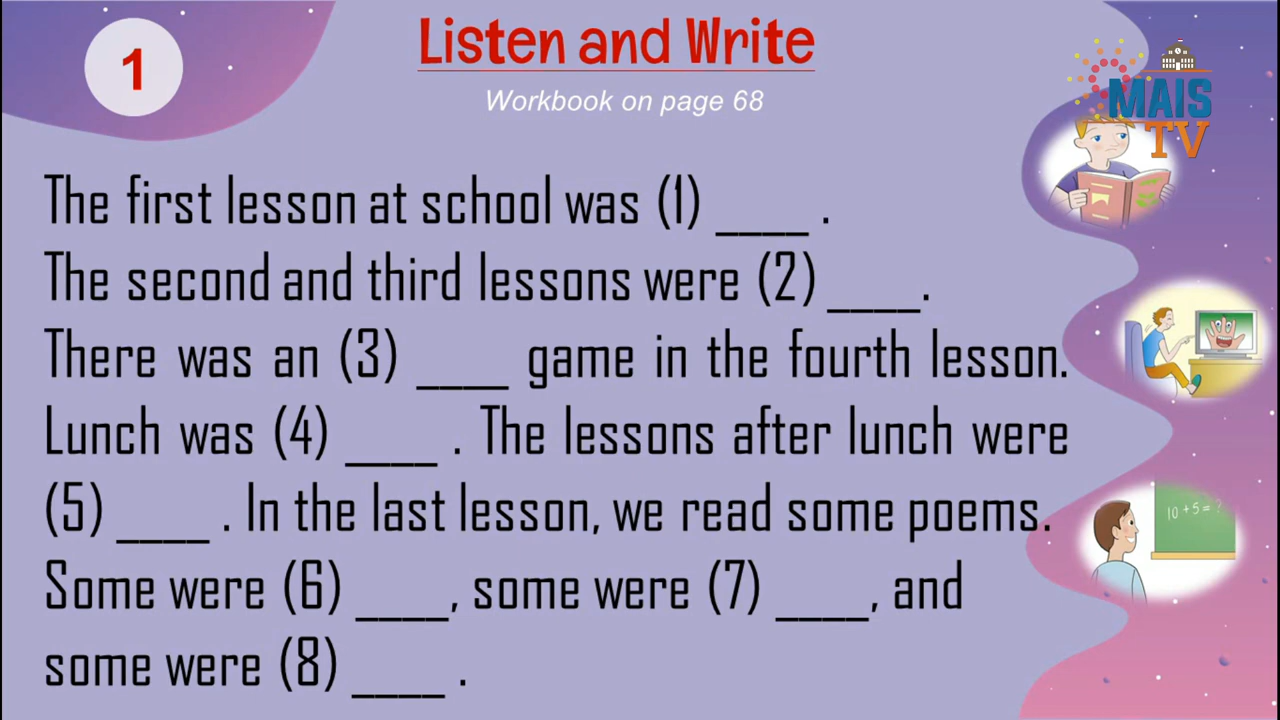 1
Listen and Write
Workbook on page 68
MAIS
TV
The first lesson at school was (1) ____ .
The second and third lessons were (2) ____.
There was an (3) ____ game in the fourth lesson.
Lunch was (4) ____ . The lessons after lunch were
(5) ____ . In the last lesson, we read some poems.
Some were (6) ____, some were (7) ____, and
some were (8) ____ .
10 + 5 = ?